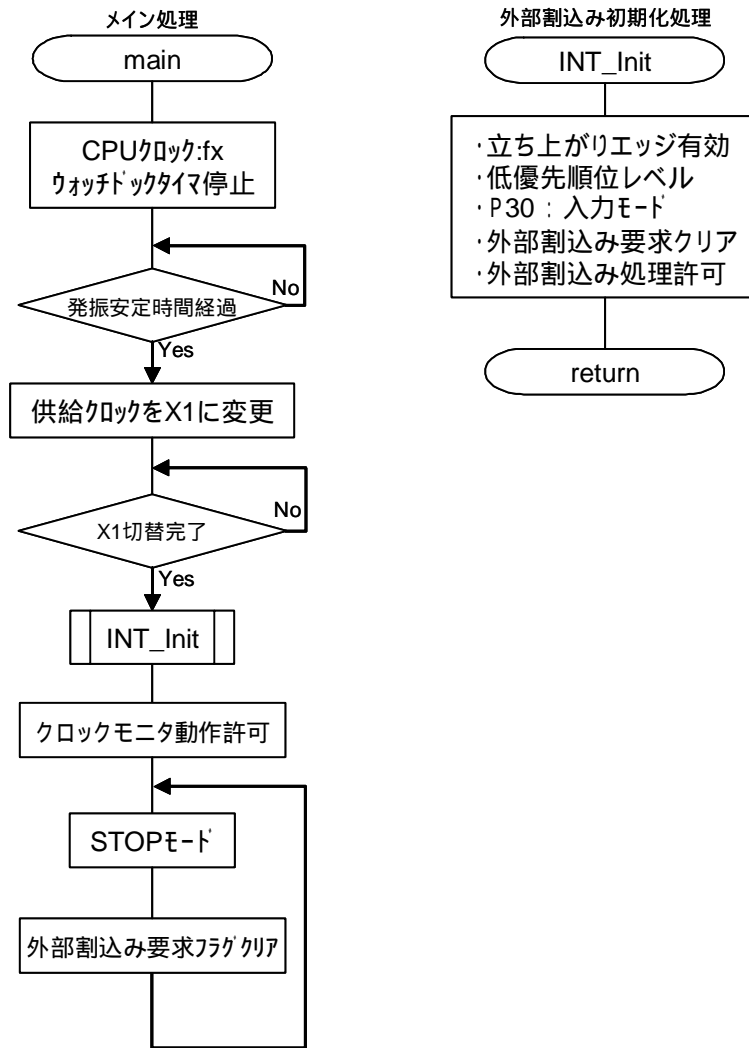 メイン処理
main
CPUｸﾛｯｸ:fx
ｳｫｯﾁﾄﾞｯｸﾀｲﾏ停止
No
発振安定時間経過
Yes
供給ｸﾛｯｸをX1に変更
No
X1切替完了
Yes
INT_Init
クロックモニタ動作許可
STOPﾓｰﾄﾞ
外部割込み要求ﾌﾗｸﾞｸﾘｱ
外部割込み初期化処理
INT_Init
･立ち上がりエッジ有効
･低優先順位レベル
･P30：入力モード
･外部割込み要求クリア
･外部割込み処理許可
return